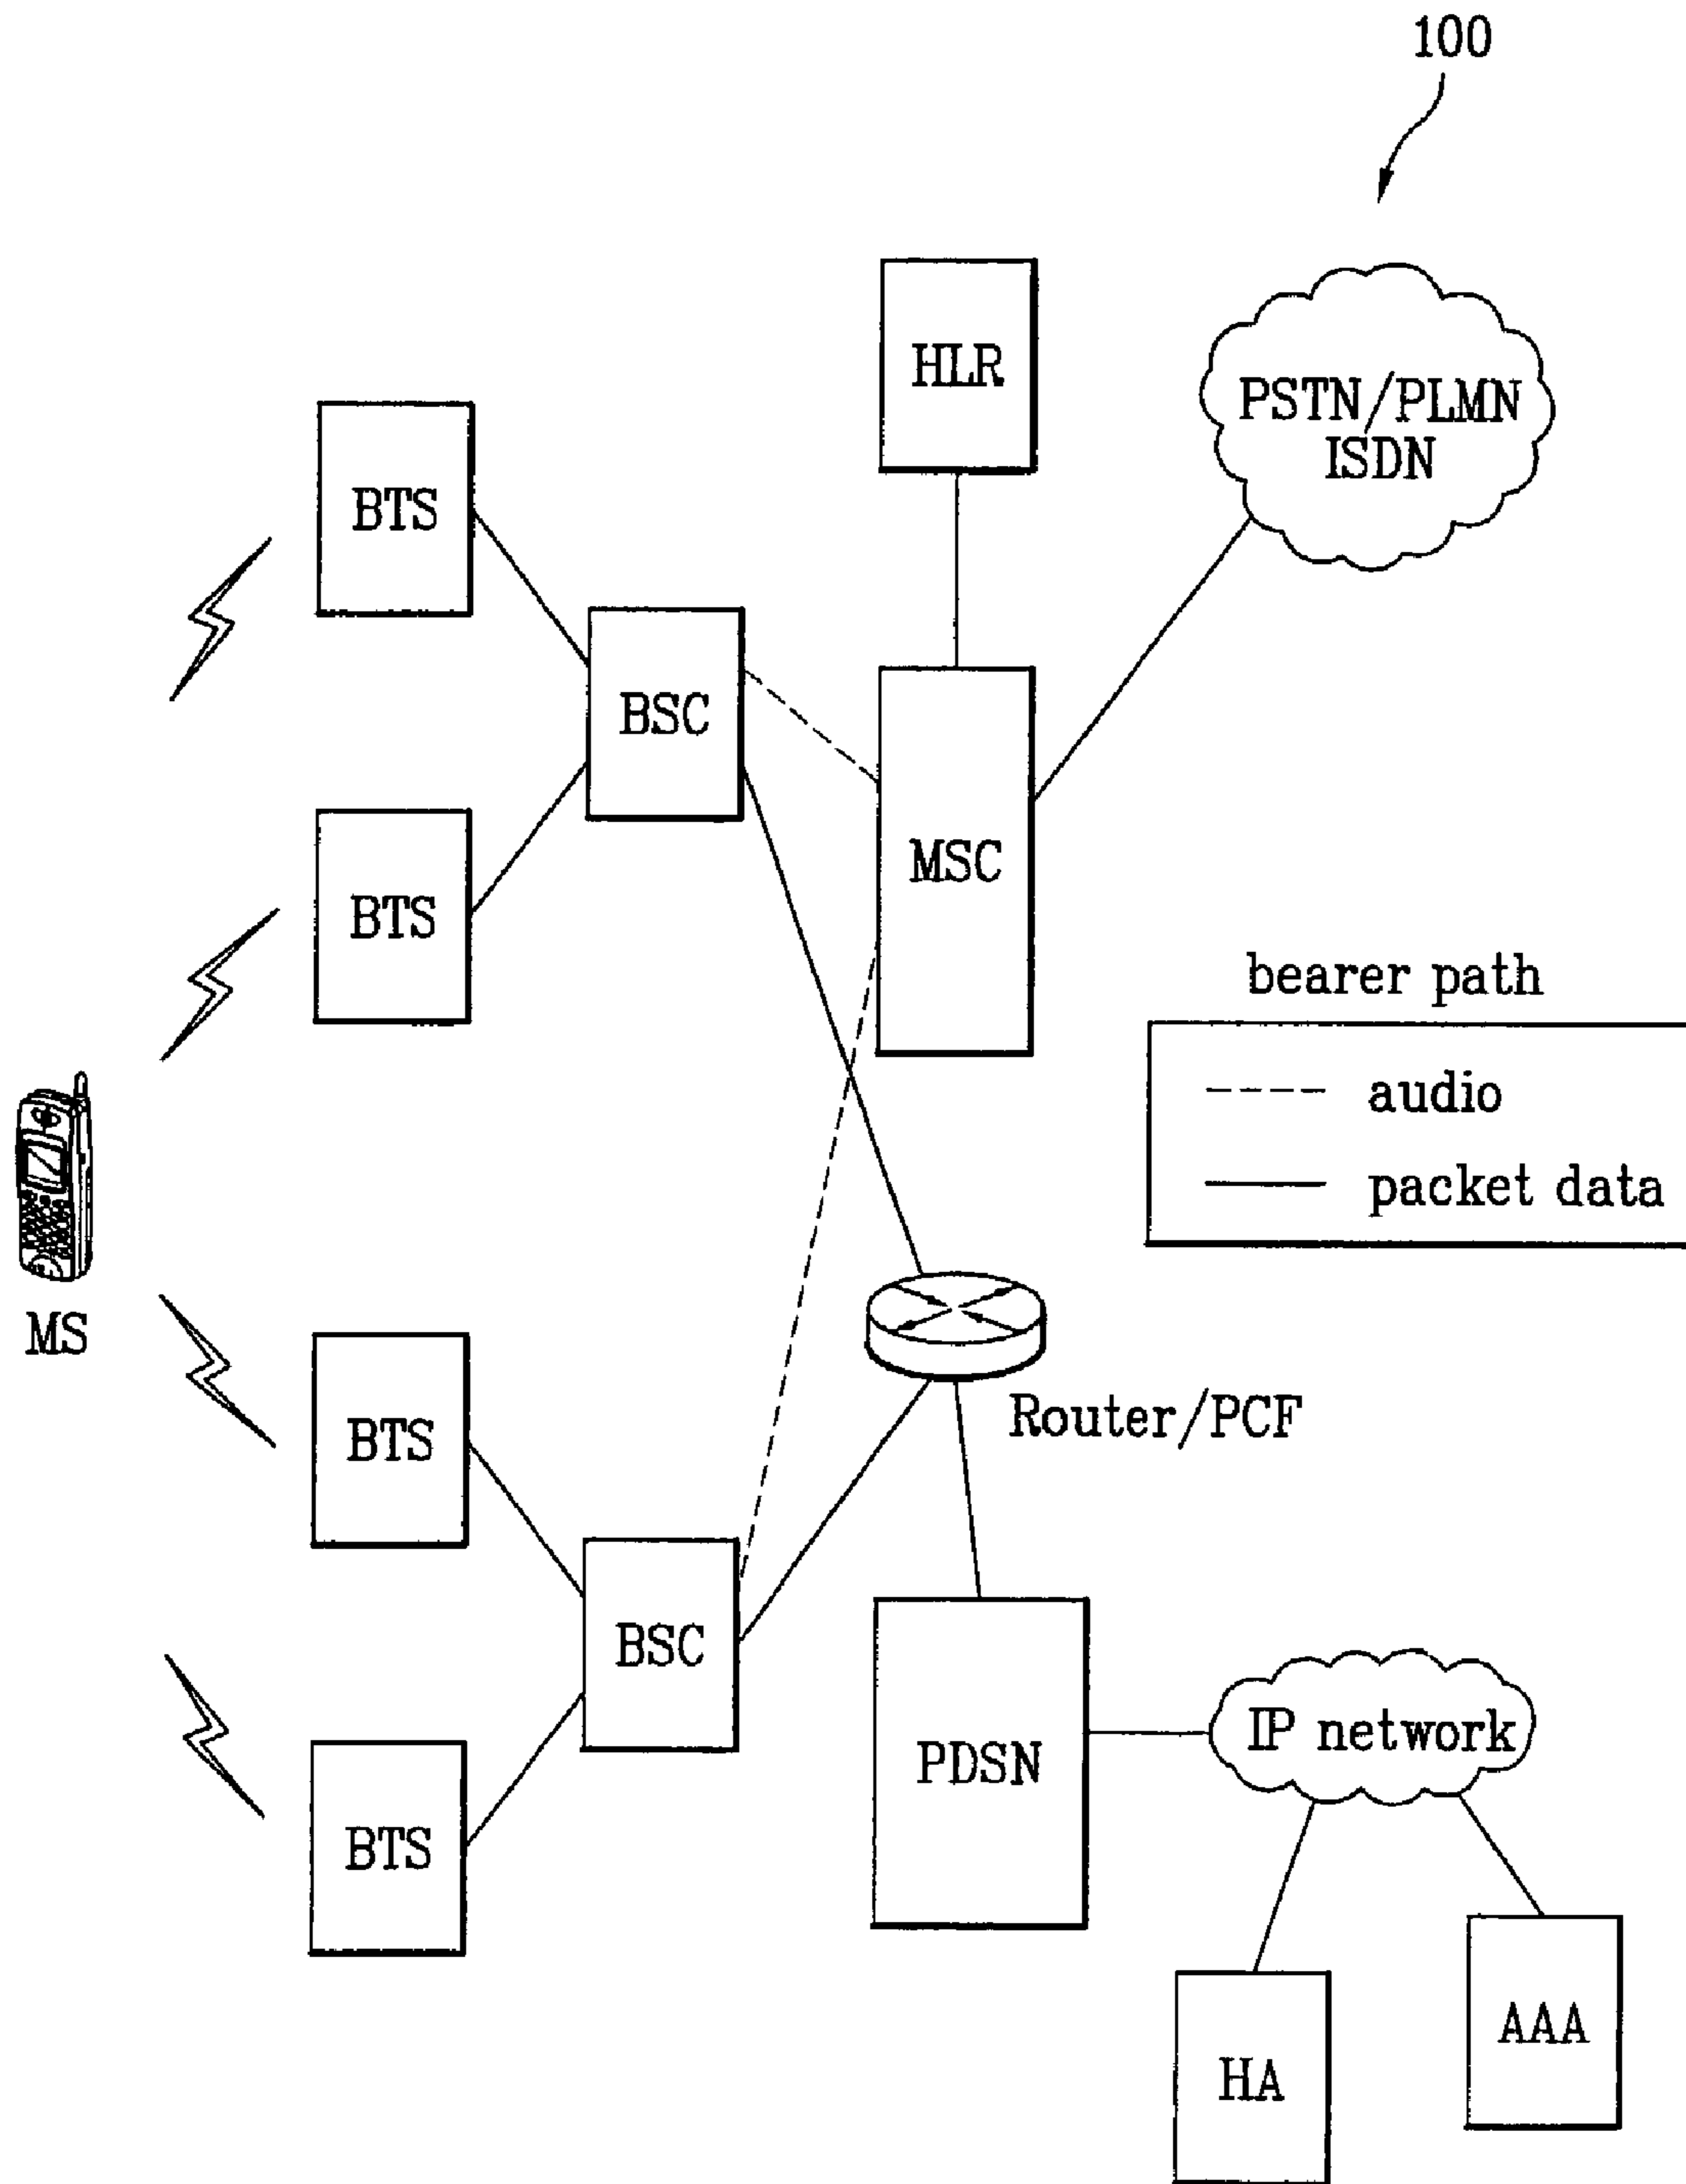 100
HLR
PSTN/PLMN
ISDN
BTS
BSC
MSC
BTS
bearer path
audio
packet data
MS
BTS
Router/PCF
BSC
PDSN
IP network
BTS
AAA
HA